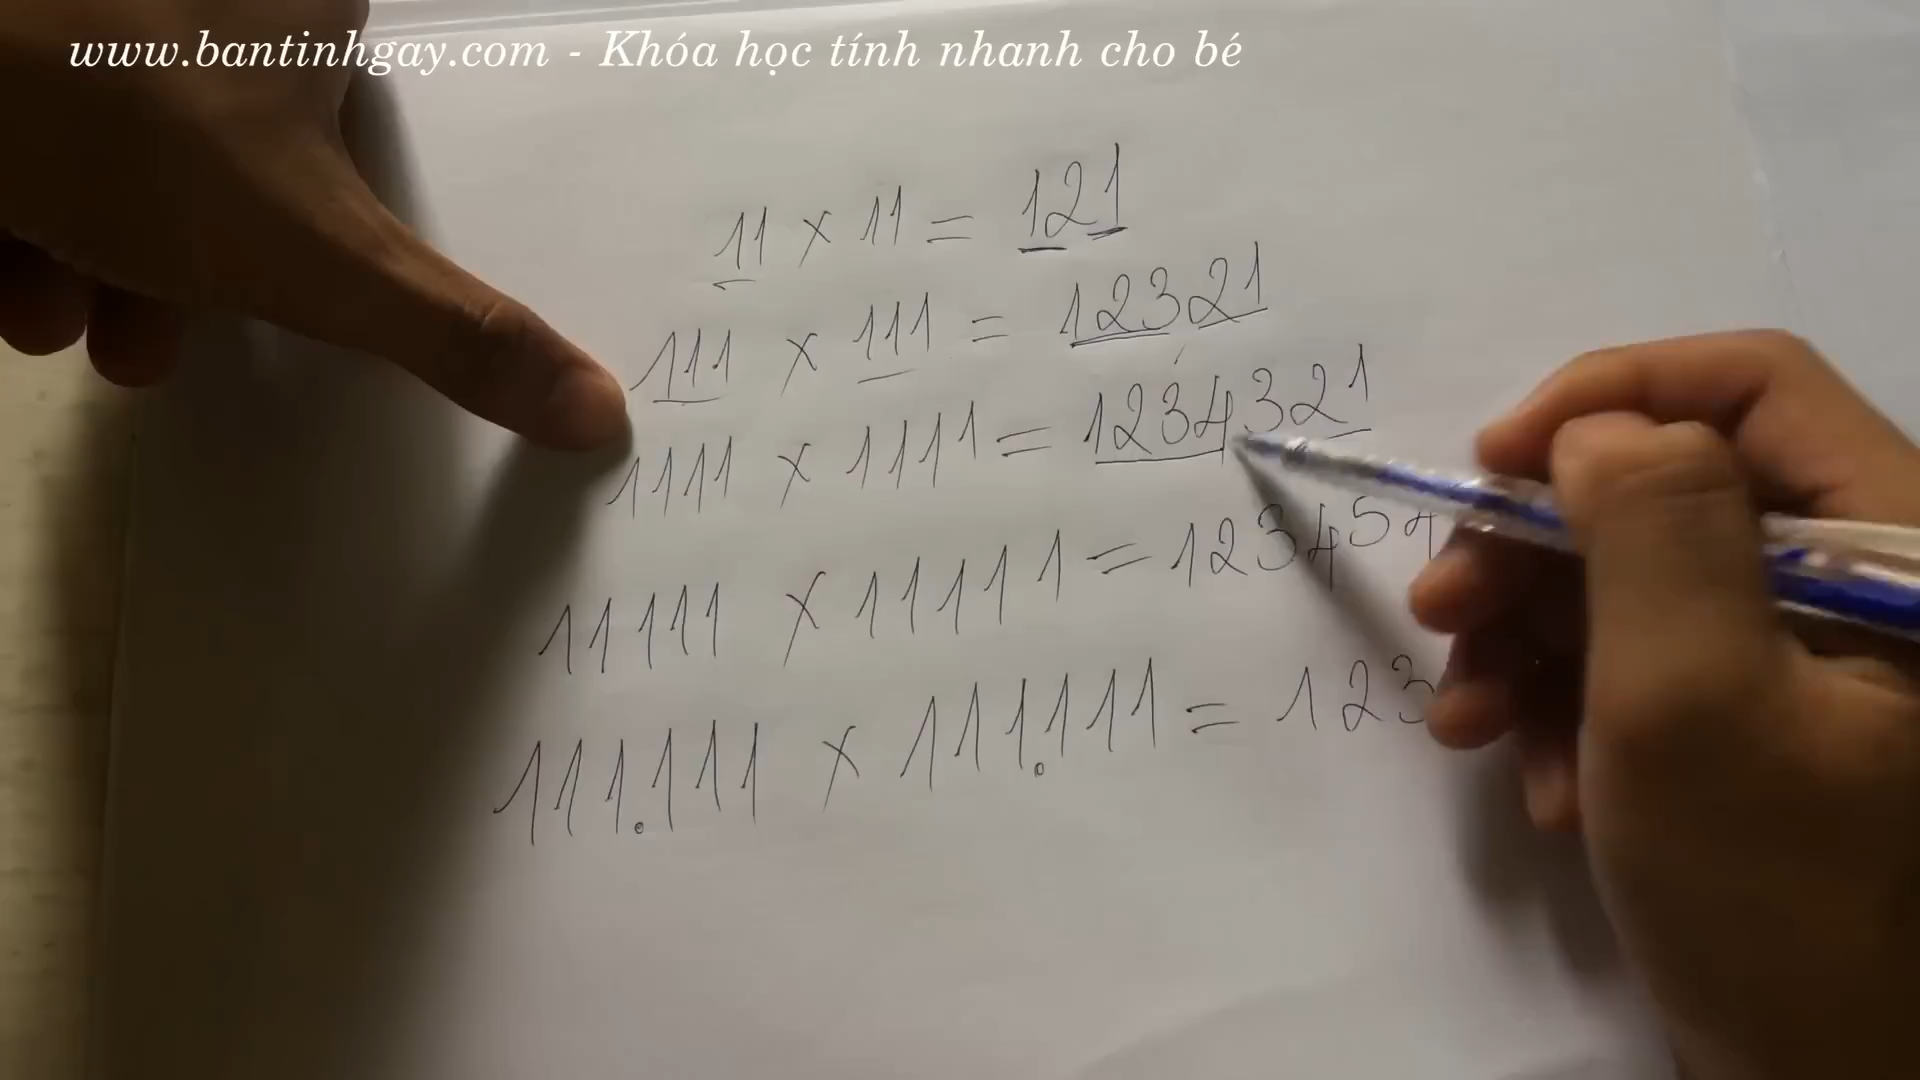 www.bantinhgay.com - Khóa học tính nhanh cho bé
11 × 11 = 121
111 × 111 = 12321
1111 × 1111 = 1234321
11111 × 11111 = 123454
111.111 × 111.111 = 123